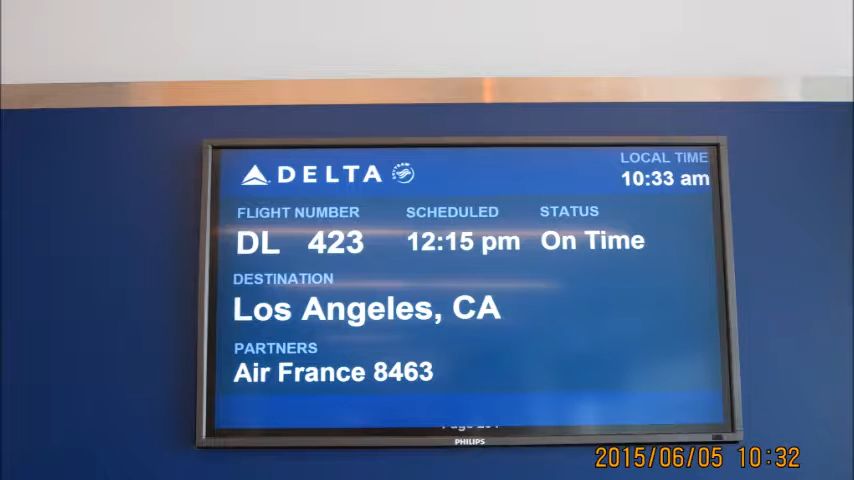 DELTA
LOCAL TIME
10:33 am
FLIGHT NUMBER SCHEDULED STATUS
DL 423 12:15 pm On Time
DESTINATION
Los Angeles, CA
PARTNERS
Air France 8463
PHILIPS
2015/06/05 10:32